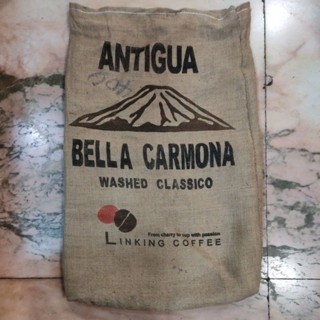 ANTIGUA
BELLA CARMONA
WASHED CLASSICO
From cherry to cup with passion
LINKING COFFEE